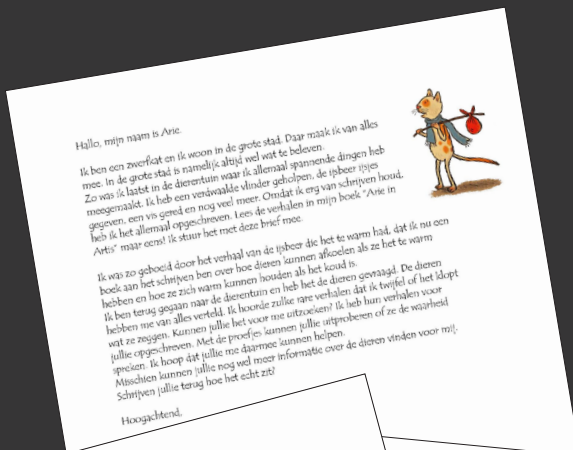 Hallo, mijn naam is Arie.
Ik ben een zwerfkat en ik woon in de grote stad. Daar maak ik van alles
mee. In de grote stad is namelijk altijd wel wat te beleven.
Zo was ik laatst in de dierentuin waar ik allemaal spannende dingen heb
meegemaakt. Ik heb een verdwaalde vlinder geholpen, de ijsbeer ijsjes
gegeven, een vis gered en nog veel meer. Omdat ik erg van schrijven houd,
heb ik het allemaal opgeschreven. Lees de verhalen in mijn boek "Arie in
Artis" maar eens! Ik stuur het met deze brief mee.
Ik was zo geboeid door het verhaal van de ijsbeer die het te warm had, dat ik nu een
boek aan het schrijven ben over hoe dieren kunnen afkoelen als ze het te warm
hebben en hoe ze zich warm kunnen houden als het koud is.
Ik ben terug gegaan naar de dierentuin en heb het de dieren gevraagd. De dieren
hebben me van alles verteld. Ik hoorde zulke rare verhalen dat ik twijfel of het klopt
wat ze zeggen. Kunnen jullie het voor me uitzoeken? Ik heb hun verhalen voor
jullie opgeschreven. Met de proefjes kunnen jullie uitproberen of ze de waarheid
spreken. Ik hoop dat jullie me daarmee kunnen helpen.
Misschien kunnen jullie nog wel meer informatie over de dieren vinden voor mij.
Schrijven jullie terug hoe het echt zit?
Hoogachtend,